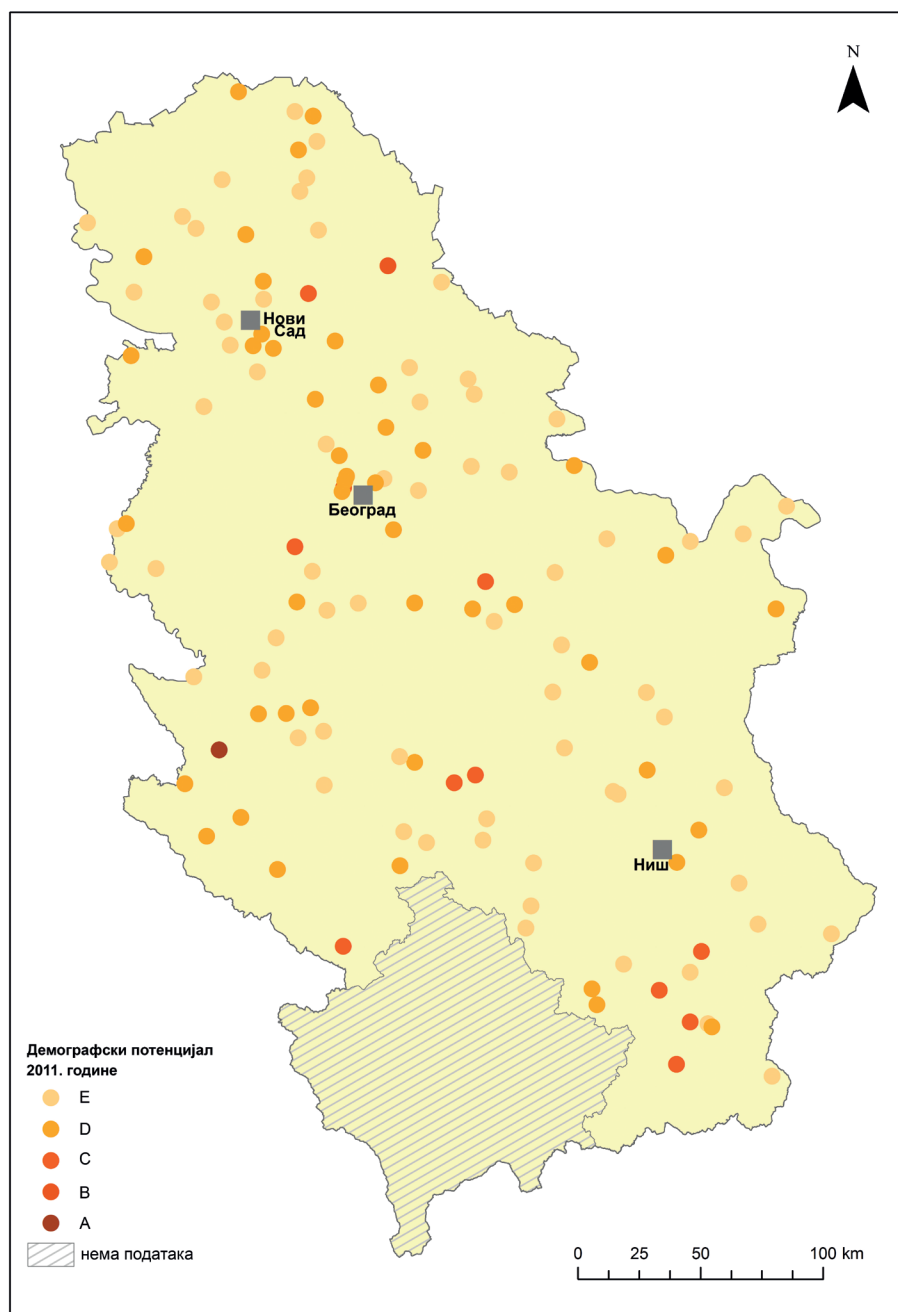 N
Нови
Сад
Београд
Ниш
Демографски потенцијал
2011. године
E
D
C
B
A
нема података
0 25 50 100 km